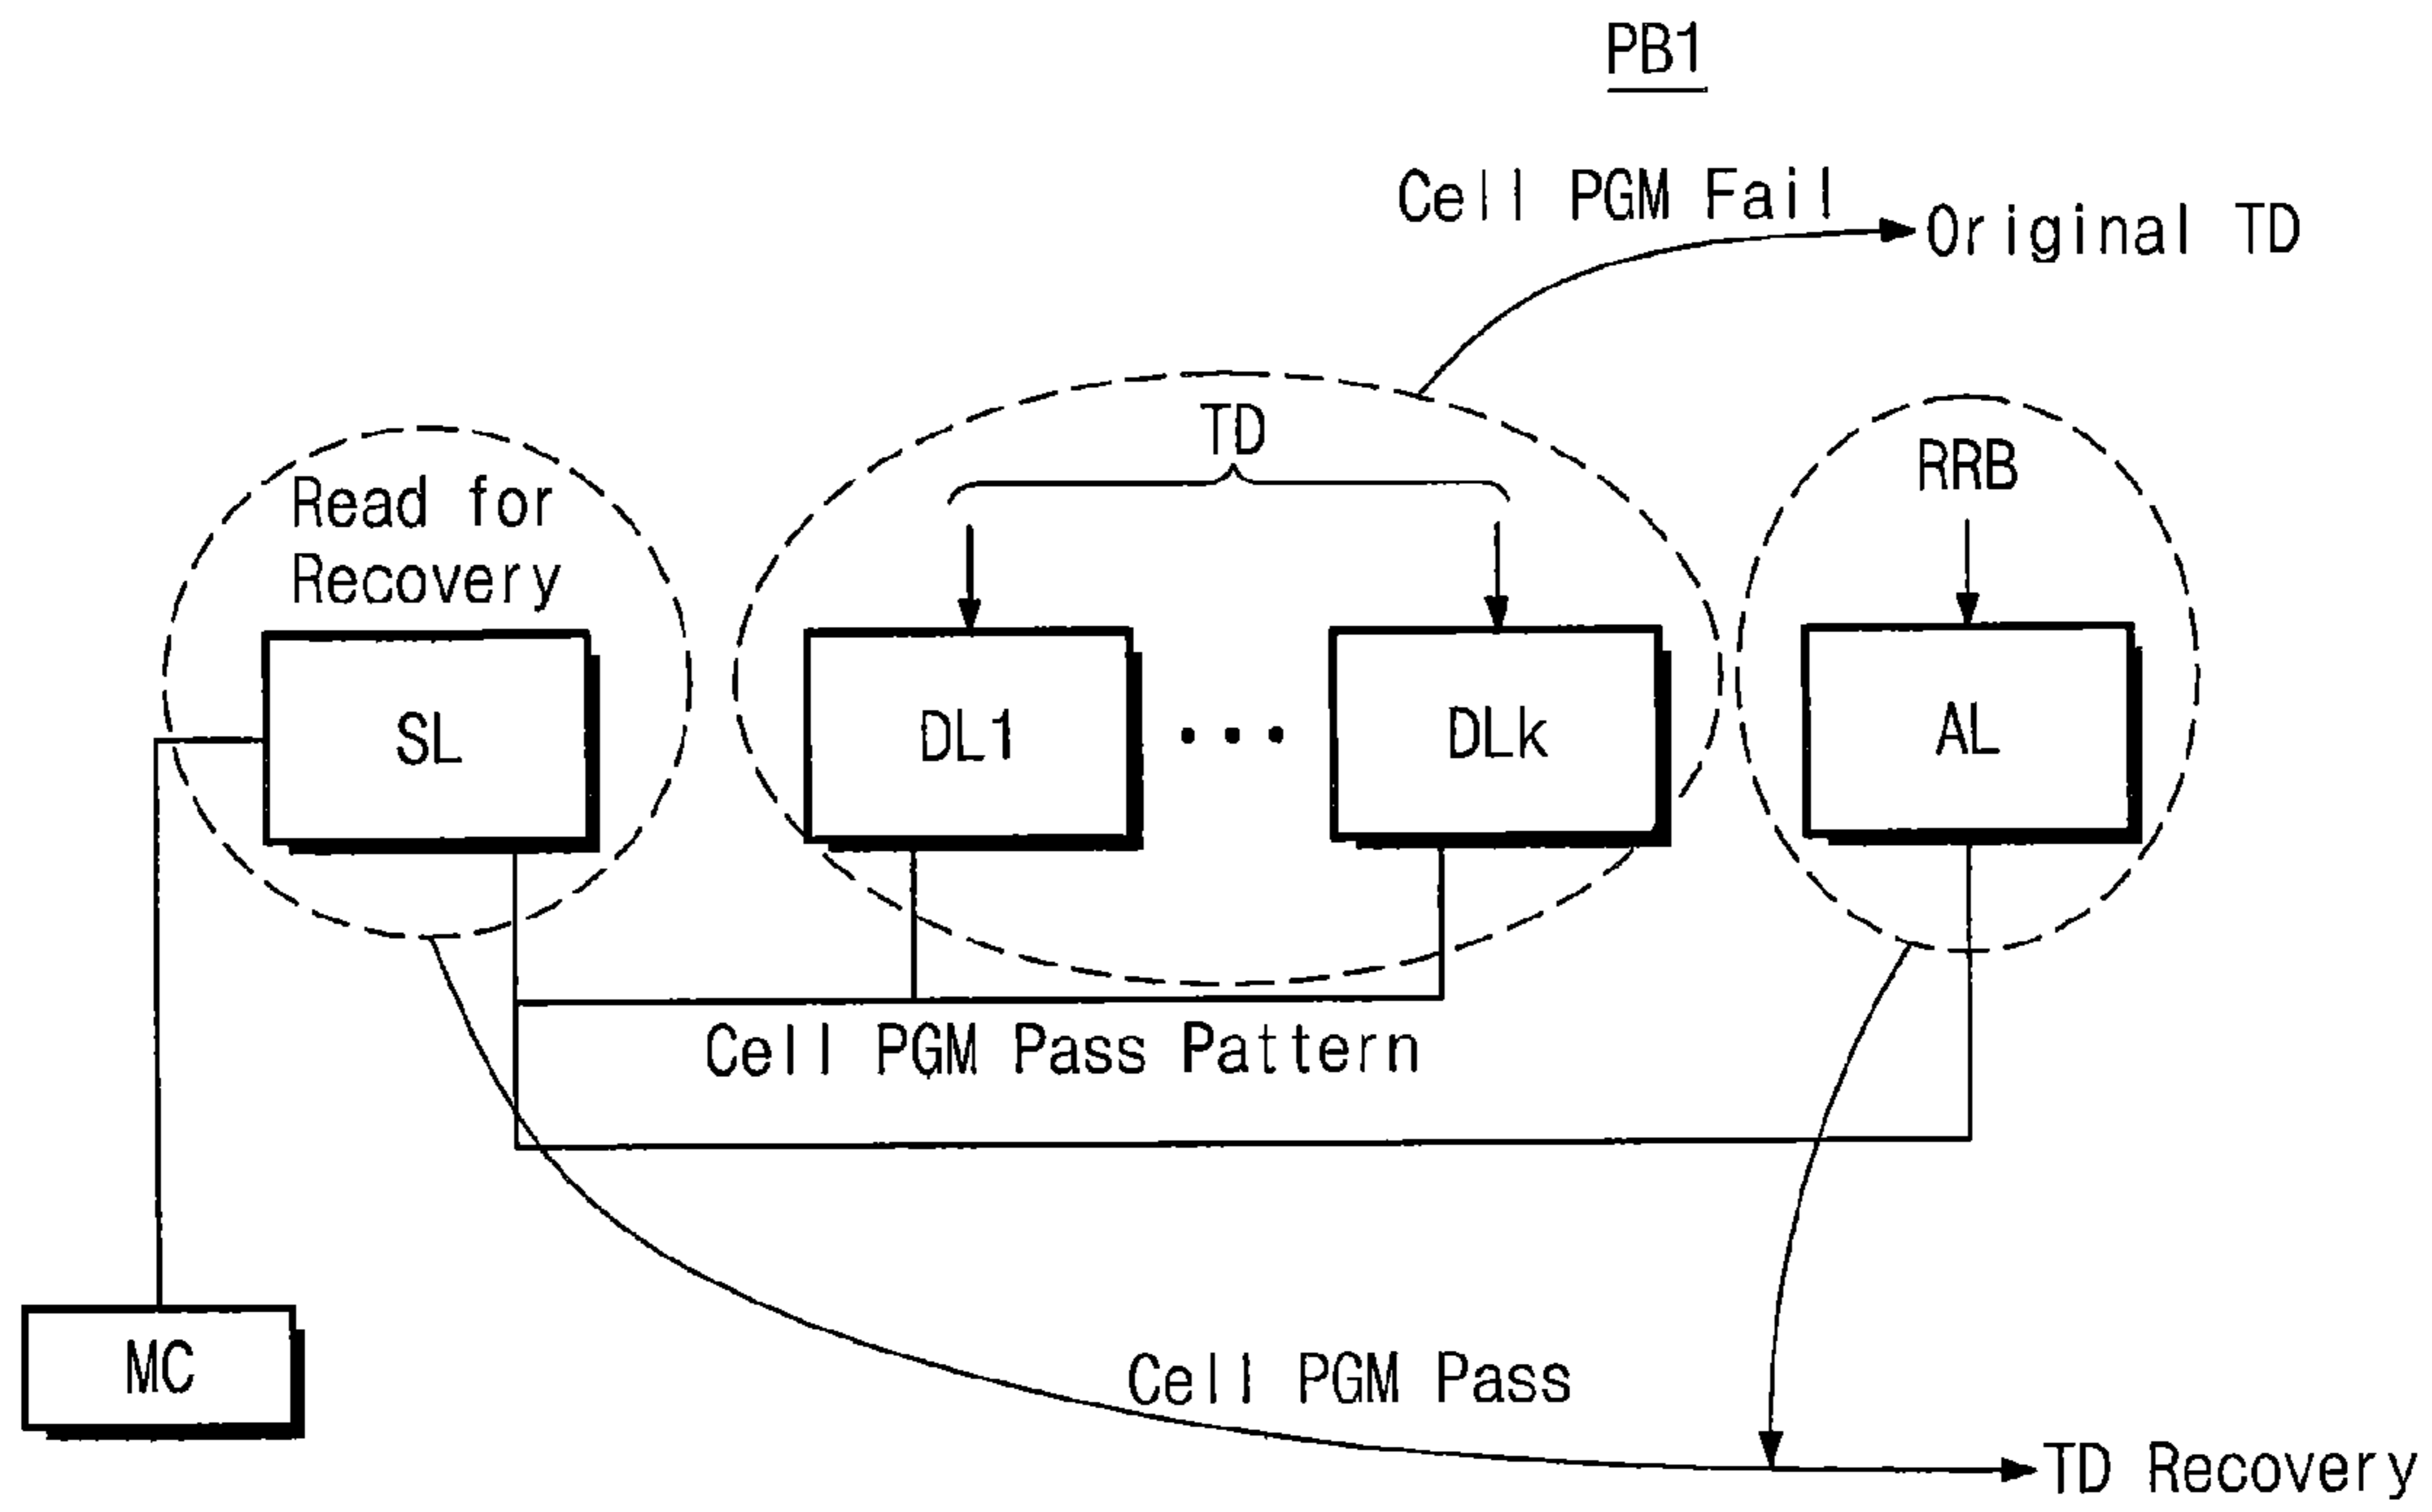 PB1
Cell PGM Fail
Original TD
TD
RRB
Read for
Recovery
SL
DL1
...
DLk
AL
Cell PGM Pass Pattern
MC
Cell PGM Pass
TD Recovery